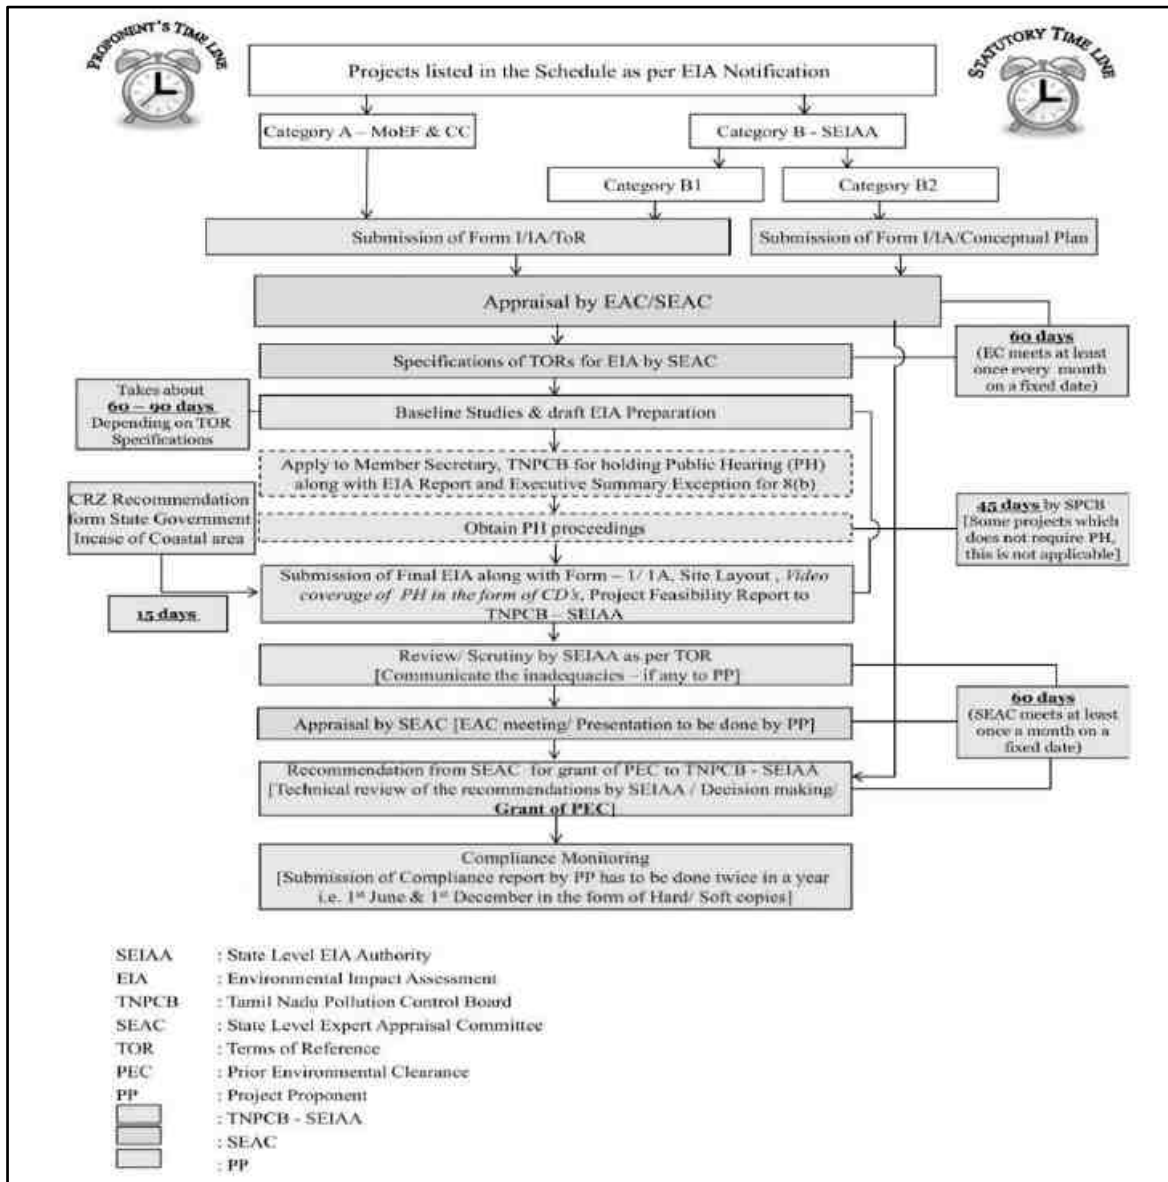 PROPONENT'S TIME LINE
STATUTORY TIME LINE
Projects listed in the Schedule as per EIA Notification
Category A – MoEF & CC
Category B - SEIAA
Category B1
Category B2
Submission of Form I/IA/ToR
Submission of Form I/IA/Conceptual Plan
Appraisal by EAC/SEAC
60 days
(EC meets at least
once every month
on a fixed date)
Specifications of TORs for EIA by SEAC
Takes about
60 – 90 days
Depending on TOR
Specifications
Baseline Studies & draft EIA Preparation
Apply to Member Secretary, TNPCB for holding Public Hearing (PH)
along with EIA Report and Executive Summary Exception for 8(b)
CRZ Recommendation
form State Government
Incase of Coastal area
Obtain PH proceedings
45 days by SPCB
[Some projects which
does not require PH,
this is not applicable]
15 days
Submission of Final EIA along with Form – 1/ 1A, Site Layout , Video
coverage of PH in the form of CD's, Project Feasibility Report to
TNPCB – SEIAA
Review/ Scrutiny by SEIAA as per TOR
[Communicate the inadequacies – if any to PP]
Appraisal by SEAC [EAC meeting/ Presentation to be done by PP]
60 days
(SEAC meets at least
once a month on a
fixed date)
Recommendation from SEAC for grant of PEC to TNPCB - SEIAA
[Technical review of the recommendations by SEIAA / Decision making/
Grant of PEC]
Compliance Monitoring
[Submission of Compliance report by PP has to be done twice in a year
i.e. 1st June & 1st December in the form of Hard/ Soft copies]
SEIAA : State Level EIA Authority
EIA : Environmental Impact Assessment
TNPCB : Tamil Nadu Pollution Control Board
SEAC : State Level Expert Appraisal Committee
TOR : Terms of Reference
PEC : Prior Environmental Clearance
PP : Project Proponent
: TNPCB - SEIAA
: SEAC
: PP